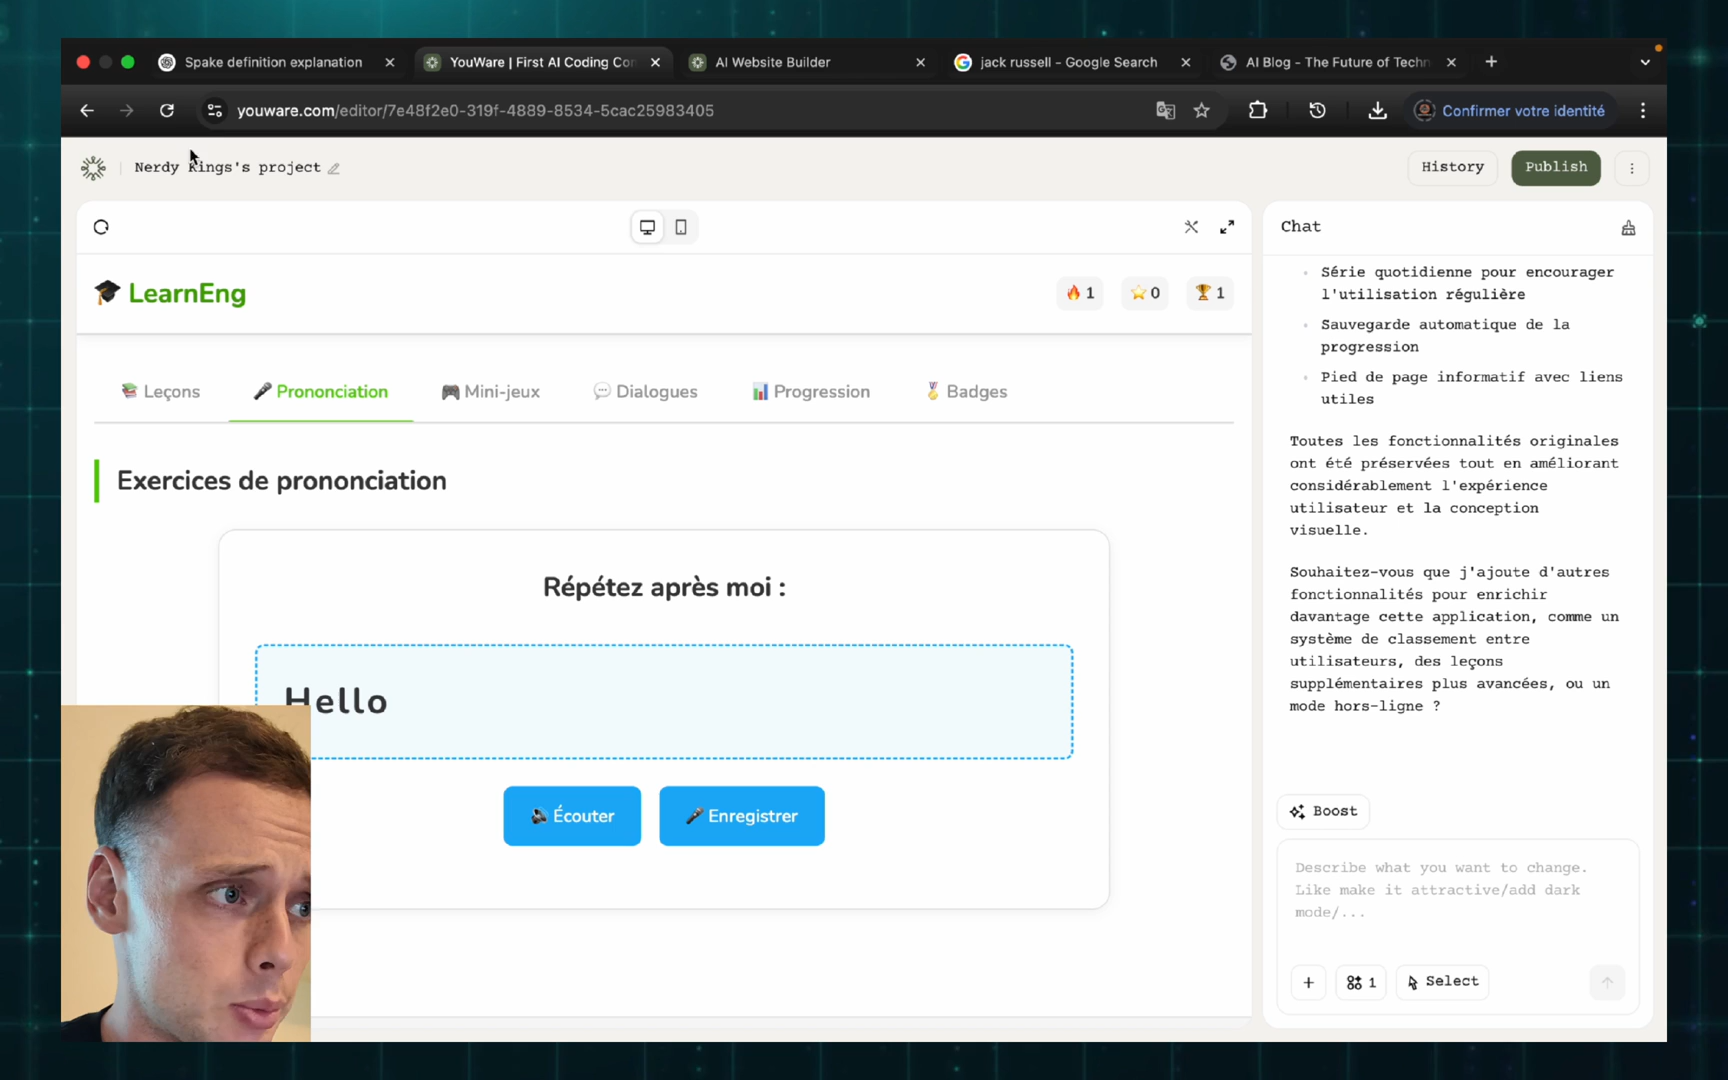 Spake definition explanation
YouWare | First AI Coding Con
AI Website Builder
jack russell - Google Search
AI Blog - The Future of Techn
youware.com/editor/7e48f2e0-319f-4889-8534-5cac25983405
Confirmer votre identité
Nerdy Kings's project
History
Publish
Chat
LearnEng
1
0
1
Leçons
Prononciation
Mini-jeux
Dialogues
Progression
Badges
Exercices de prononciation
Répétez après moi :
Hello
Écouter
Enregistrer
Série quotidienne pour encourager
l'utilisation régulière
Sauvegarde automatique de la
progression
Pied de page informatif avec liens
utiles
Toutes les fonctionnalités originales
ont été préservées tout en améliorant
considérablement l'expérience
utilisateur et la conception
visuelle.
Souhaitez-vous que j'ajoute d'autres
fonctionnalités pour enrichir
davantage cette application, comme un
système de classement entre
utilisateurs, des leçons
supplémentaires plus avancées, ou un
mode hors-ligne ?
Boost
Describe what you want to change.
Like make it attractive/add dark
mode/...
1
Select